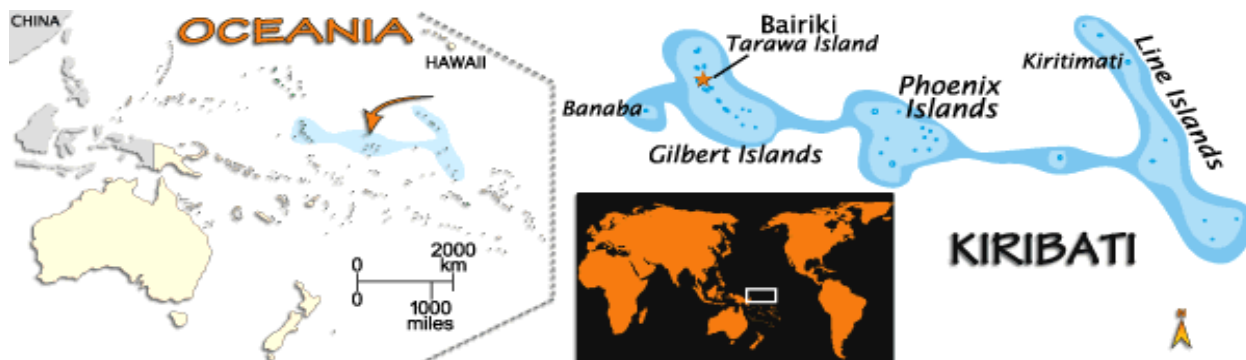 CHINA
OCEANIA
HAWAII
0
2000
km
0
1000
miles
Bairiki
Tarawa Island
Banaba
Gilbert Islands
Phoenix
Islands
Kiritimati
Line Islands
KIRIBATI